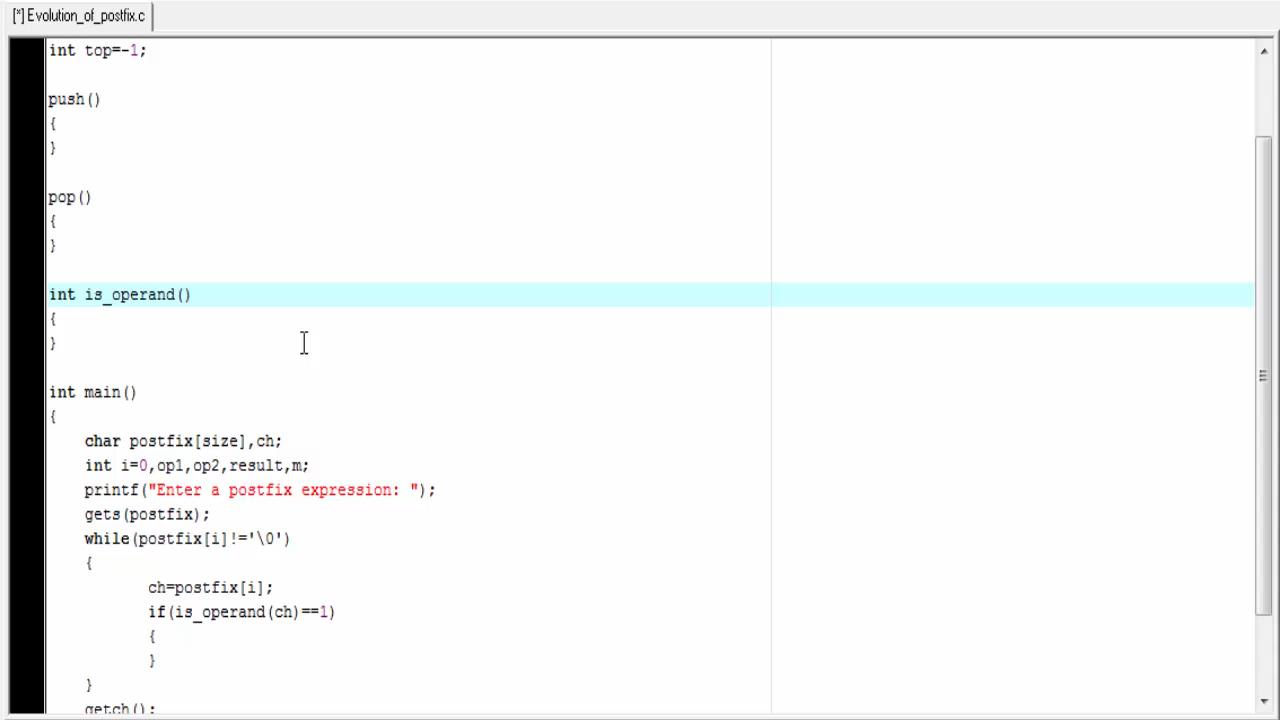 [*] Evolution_of_postfix.c
int top=-1;
push()
{
}
pop()
{
}
int is_operand()
{
}
int main()
{
char postfix[size],ch;
int i=0,op1,op2,result,m;
printf("Enter a postfix expression: ");
gets(postfix);
while(postfix[i]!='\0')
{
ch=postfix[i];
if(is_operand(ch)==1)
{
}
}
getch();